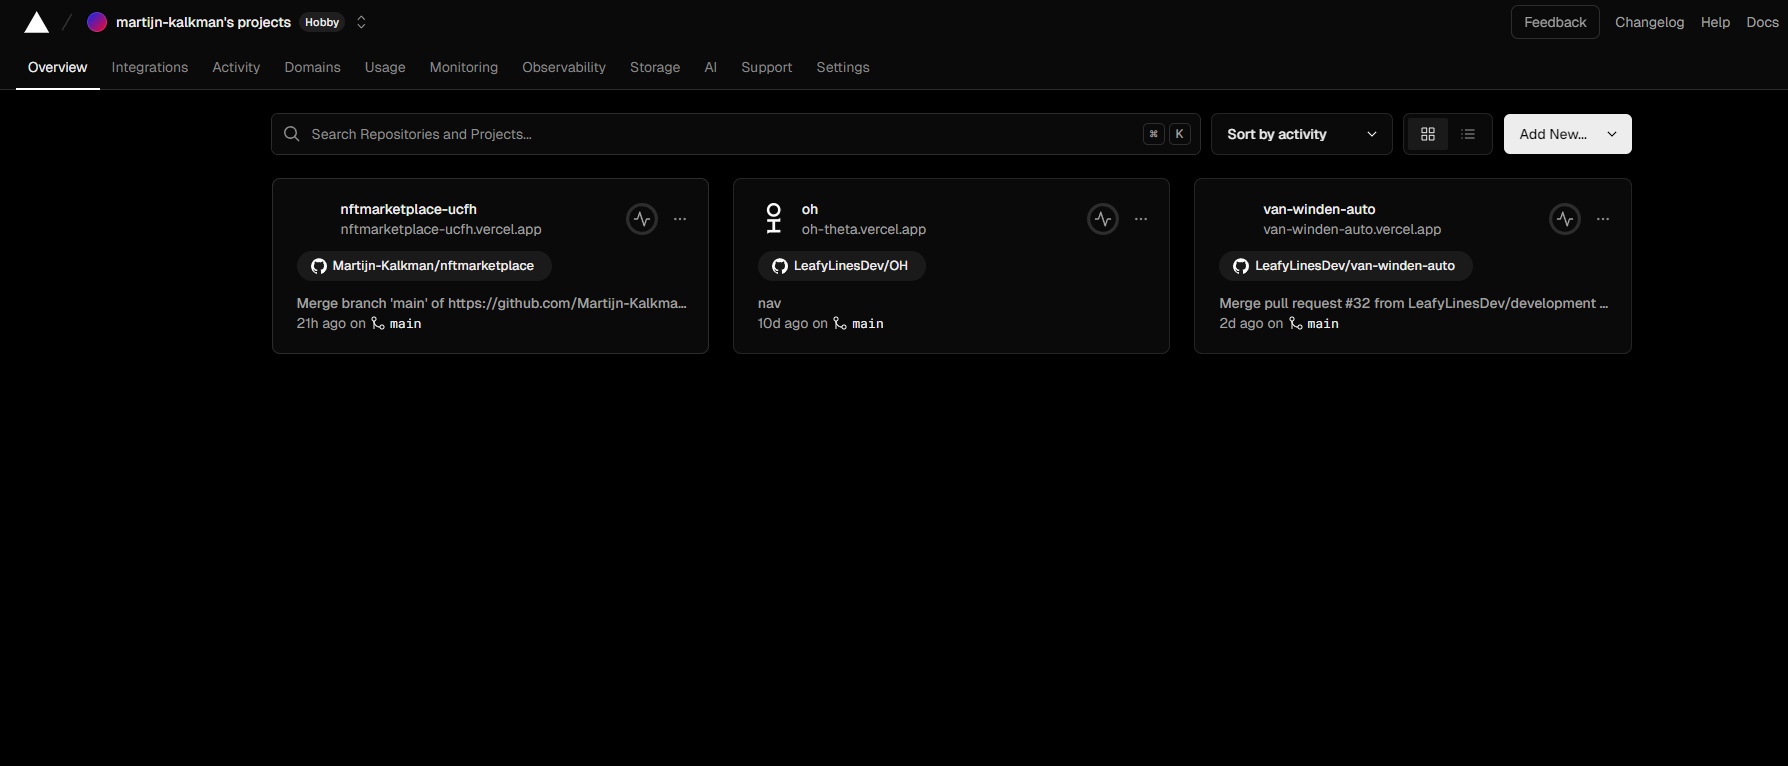 martijn-kalkman's projects Hobby
Feedback Changelog Help Docs
Overview Integrations Activity Domains Usage Monitoring Observability Storage AI Support Settings
Search Repositories and Projects... ⌘ K Sort by activity Add New...
nftmarketplace-ucfh
nftmarketplace-ucfh.vercel.app
Martijn-Kalkman/nftmarketplace
Merge branch 'main' of https://github.com/Martijn-Kalkma...
21h ago on main
oh
oh-theta.vercel.app
LeafyLinesDev/OH
nav
10d ago on main
van-winden-auto
van-winden-auto.vercel.app
LeafyLinesDev/van-winden-auto
Merge pull request #32 from LeafyLinesDev/development ...
2d ago on main